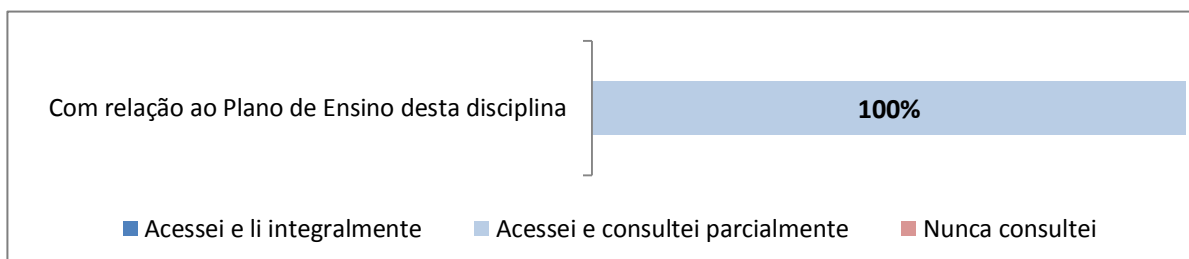 Com relação ao Plano de Ensino desta disciplina
100%
Acessei e li integralmente
Acessei e consultei parcialmente
Nunca consultei